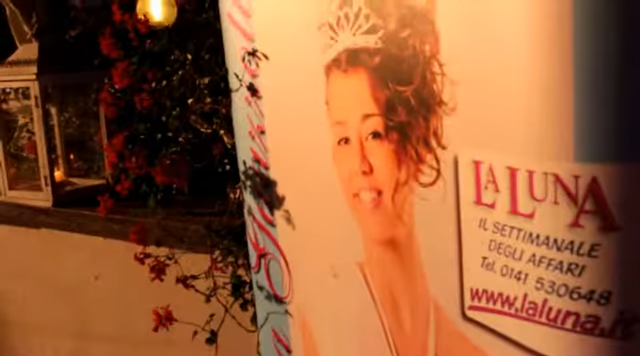 LA LUNA
IL SETTIMANALE
DEGLI AFFARI
Tel. 0141 530648
www.laluna.it